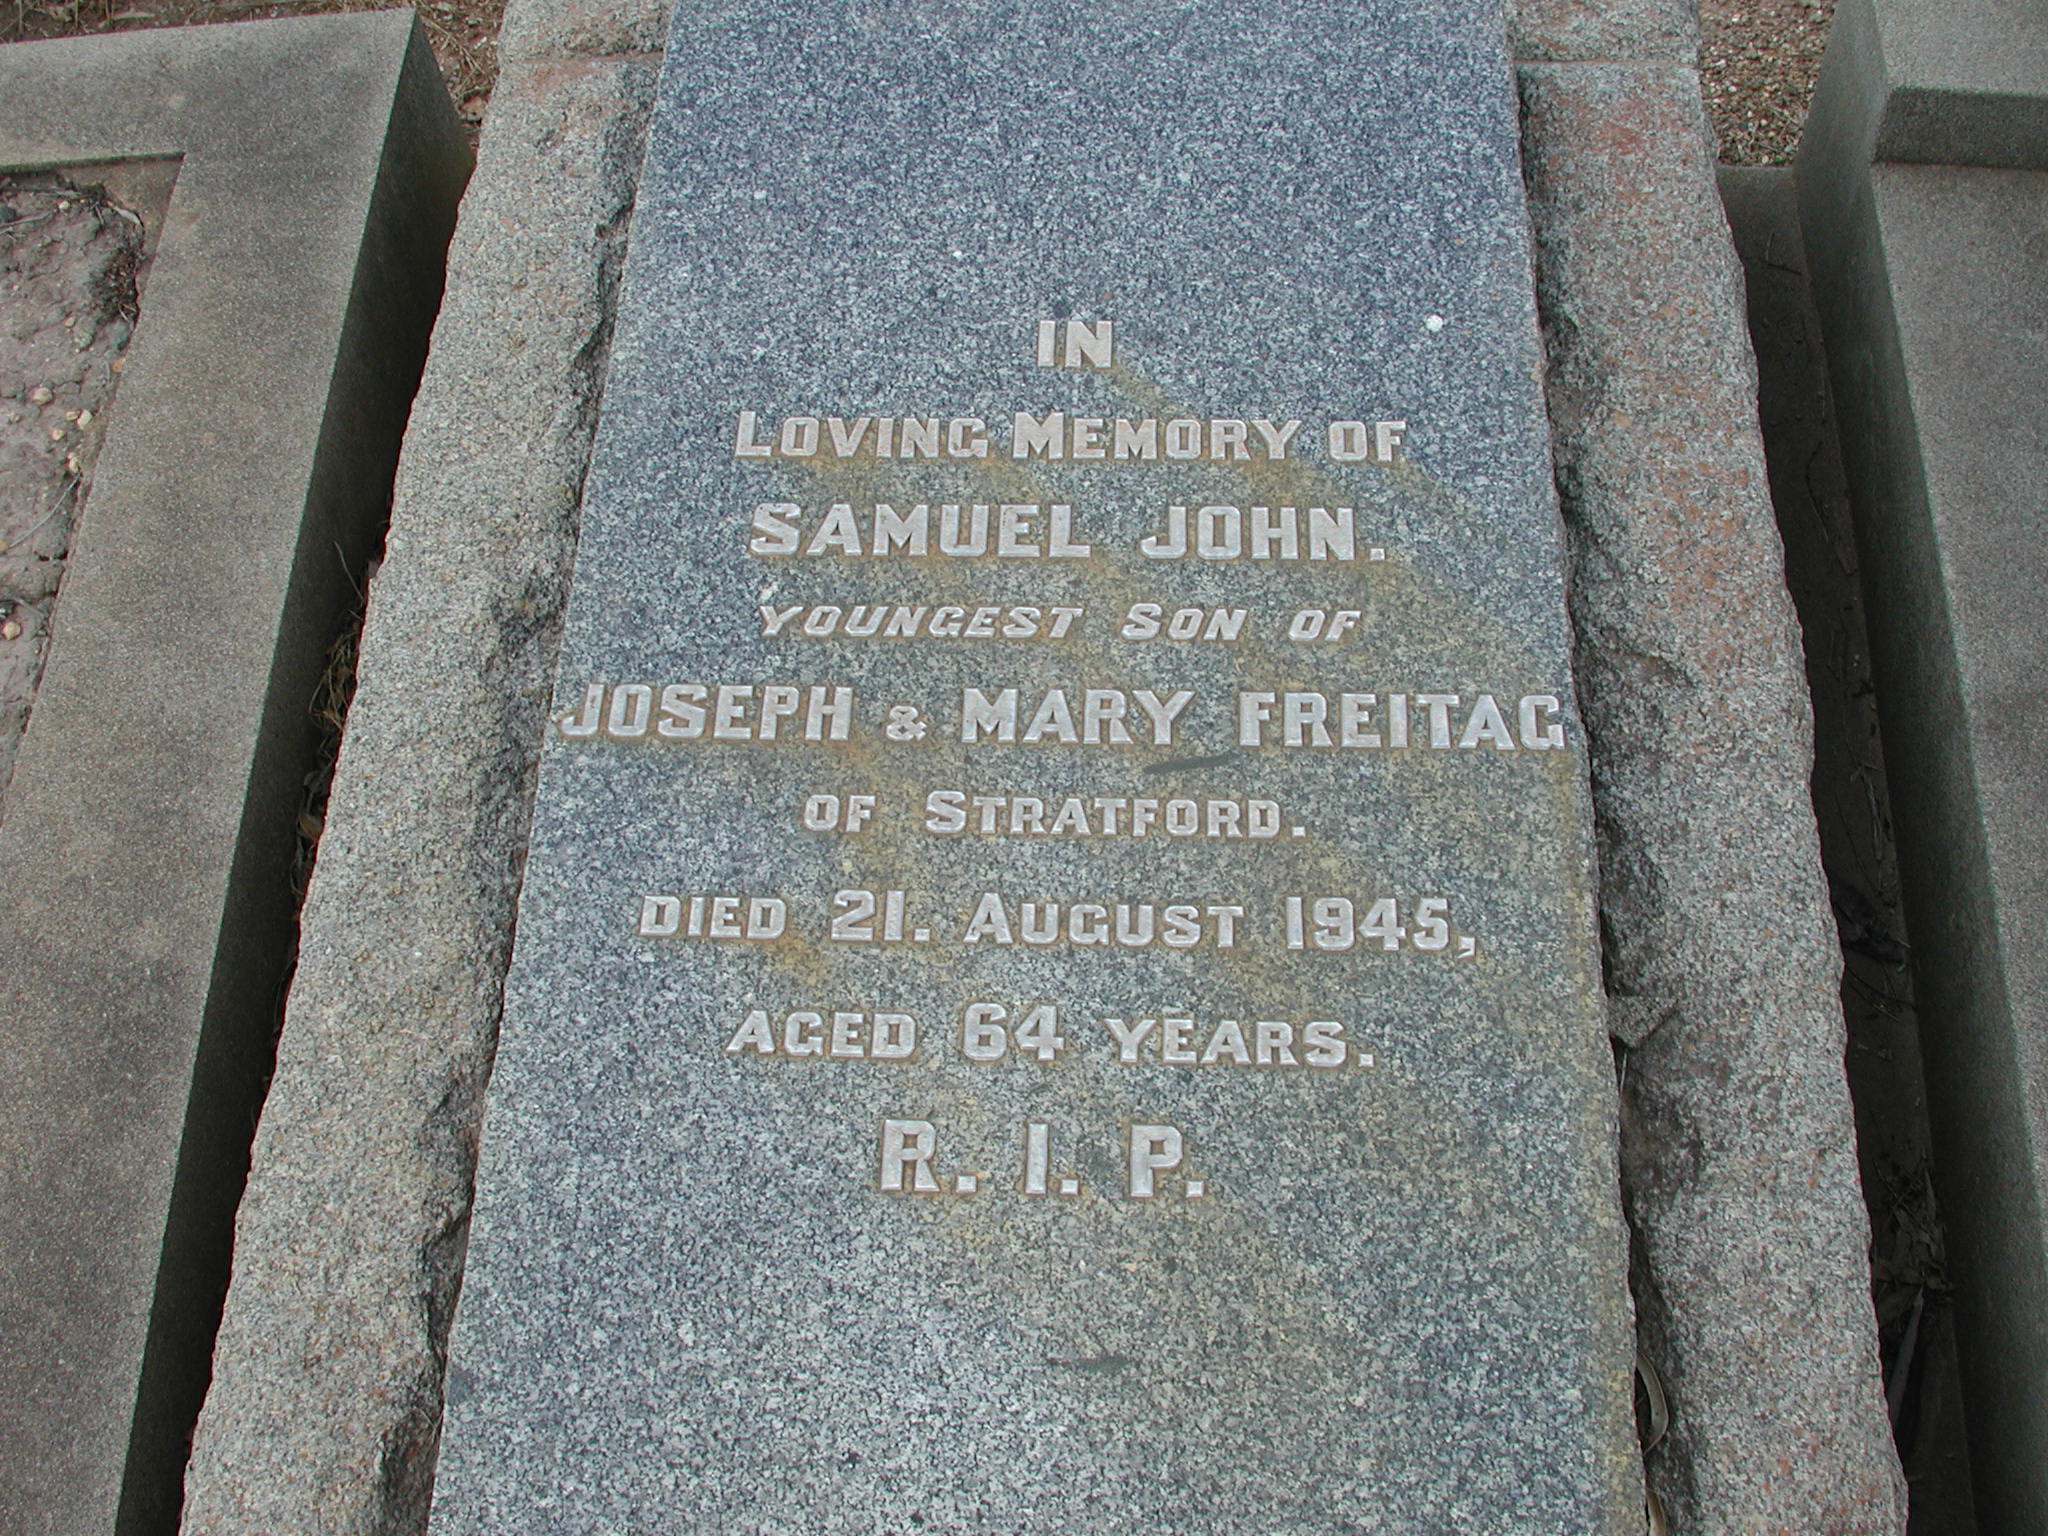 IN
LOVING MEMORY OF
SAMUEL JOHN.
YOUNGEST SON OF
JOSEPH & MARY FREITAG
OF STRATFORD.
DIED 21. AUGUST 1945,
AGED 64 YEARS.
R. I. P.